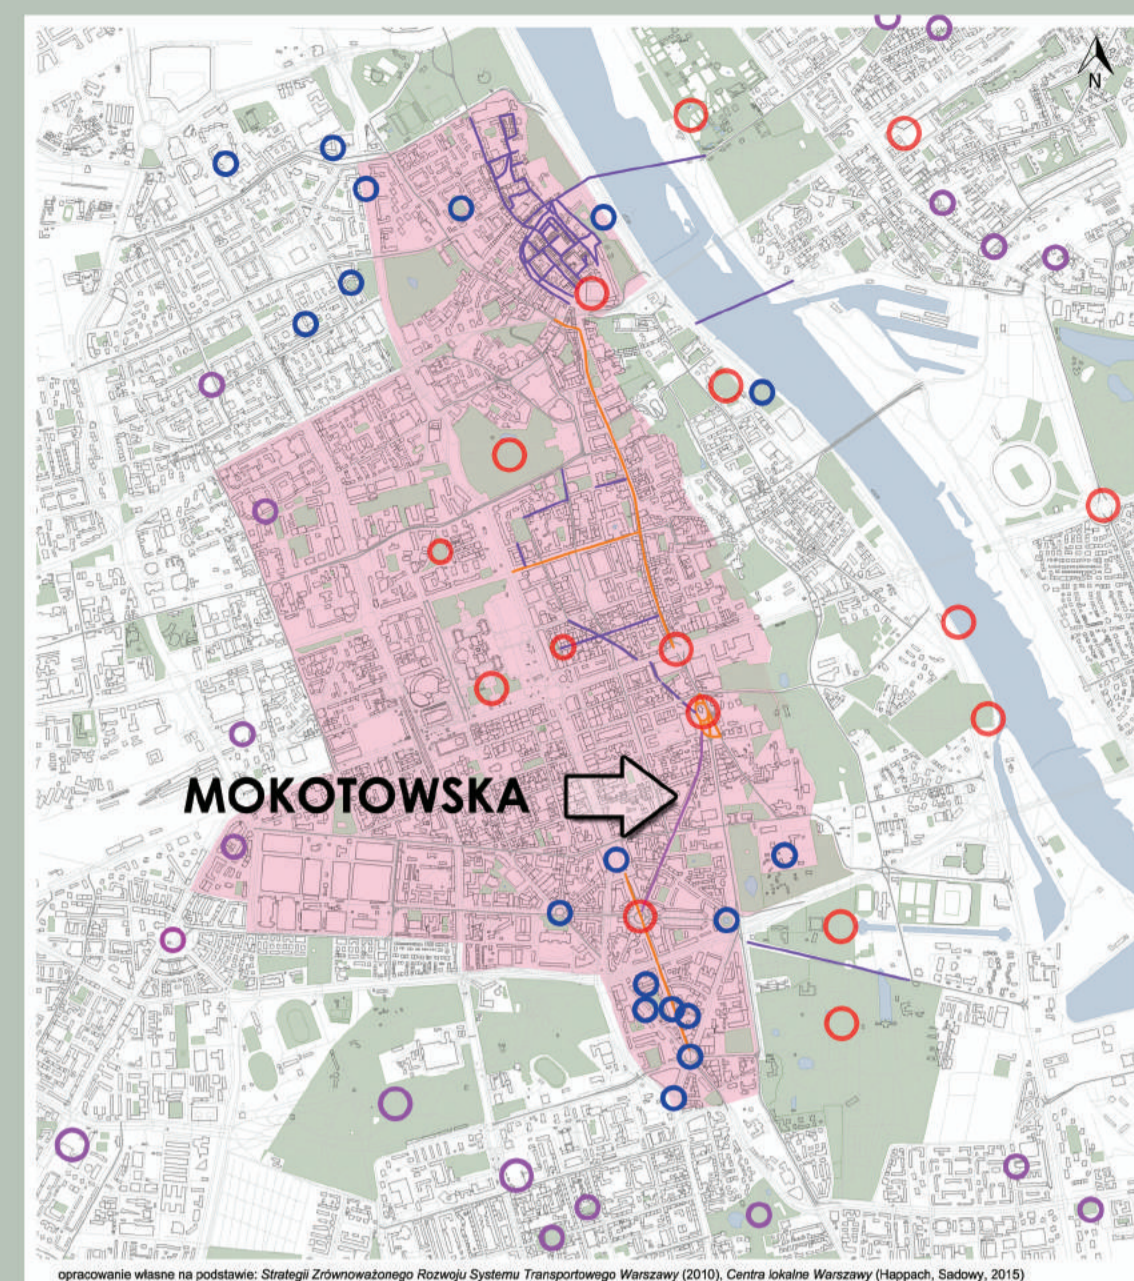 N
MOKOTOWSKA
opracowanie własne na podstawie: Strategii Zrównoważonego Rozwoju Systemu Transportowego Warszawy (2010), Centra lokalne Warszawy (Happach, Sadowy, 2015)